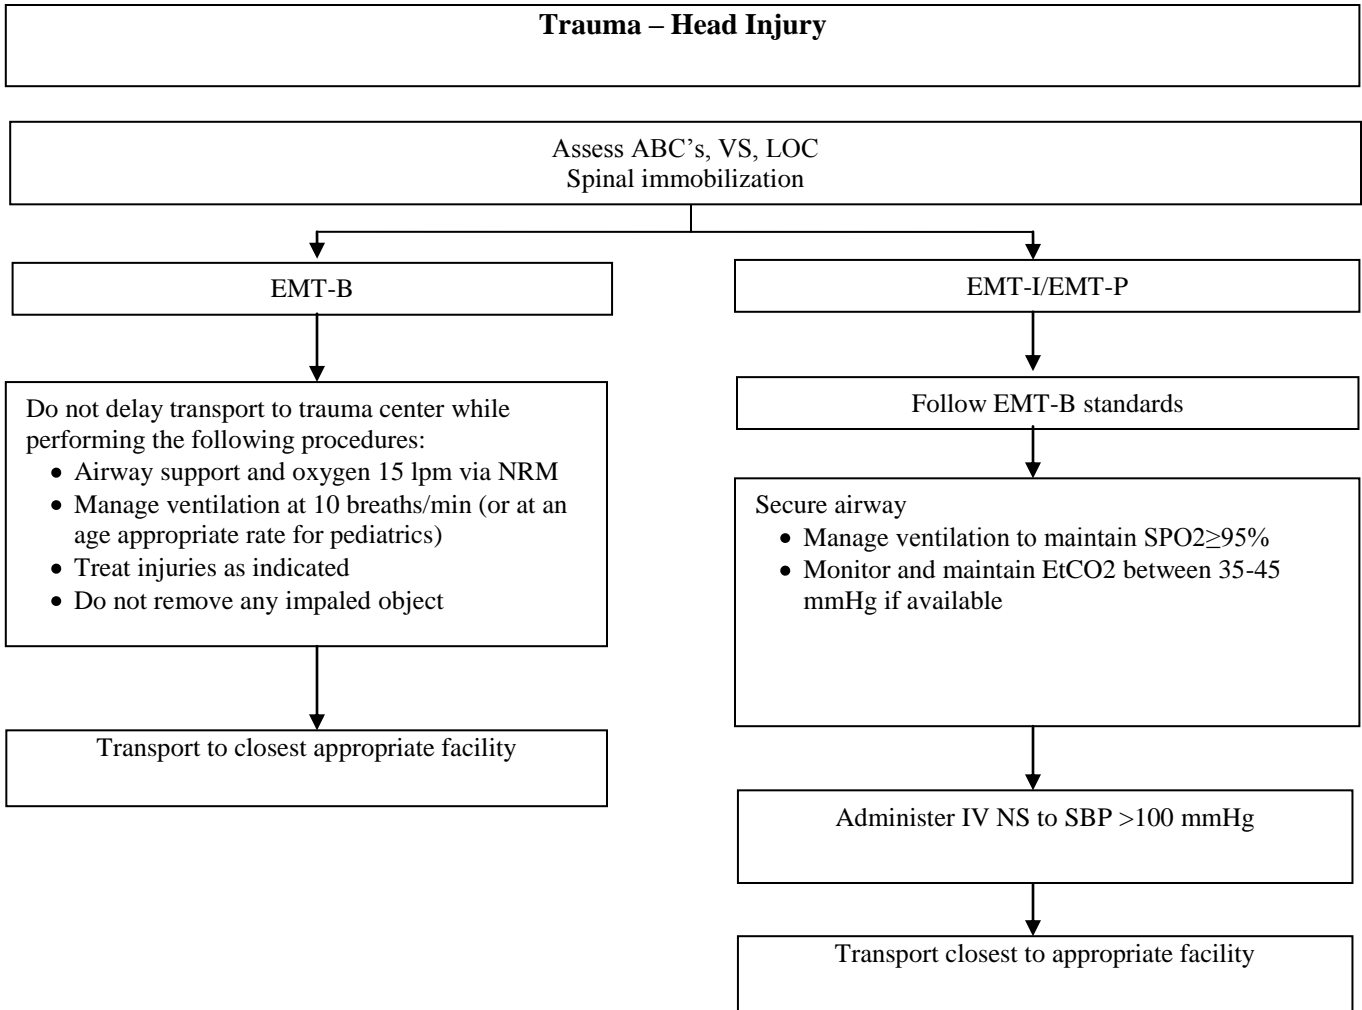 Trauma – Head Injury
Assess ABC’s, VS, LOC
Spinal immobilization
EMT-B
Do not delay transport to trauma center while
performing the following procedures:
• Airway support and oxygen 15 lpm via NRM
• Manage ventilation at 10 breaths/min (or at an
age appropriate rate for pediatrics)
• Treat injuries as indicated
• Do not remove any impaled object
Transport to closest appropriate facility
EMT-I/EMT-P
Follow EMT-B standards
Secure airway
• Manage ventilation to maintain SPO2≥95%
• Monitor and maintain EtCO2 between 35-45
mmHg if available
Administer IV NS to SBP >100 mmHg
Transport closest to appropriate facility